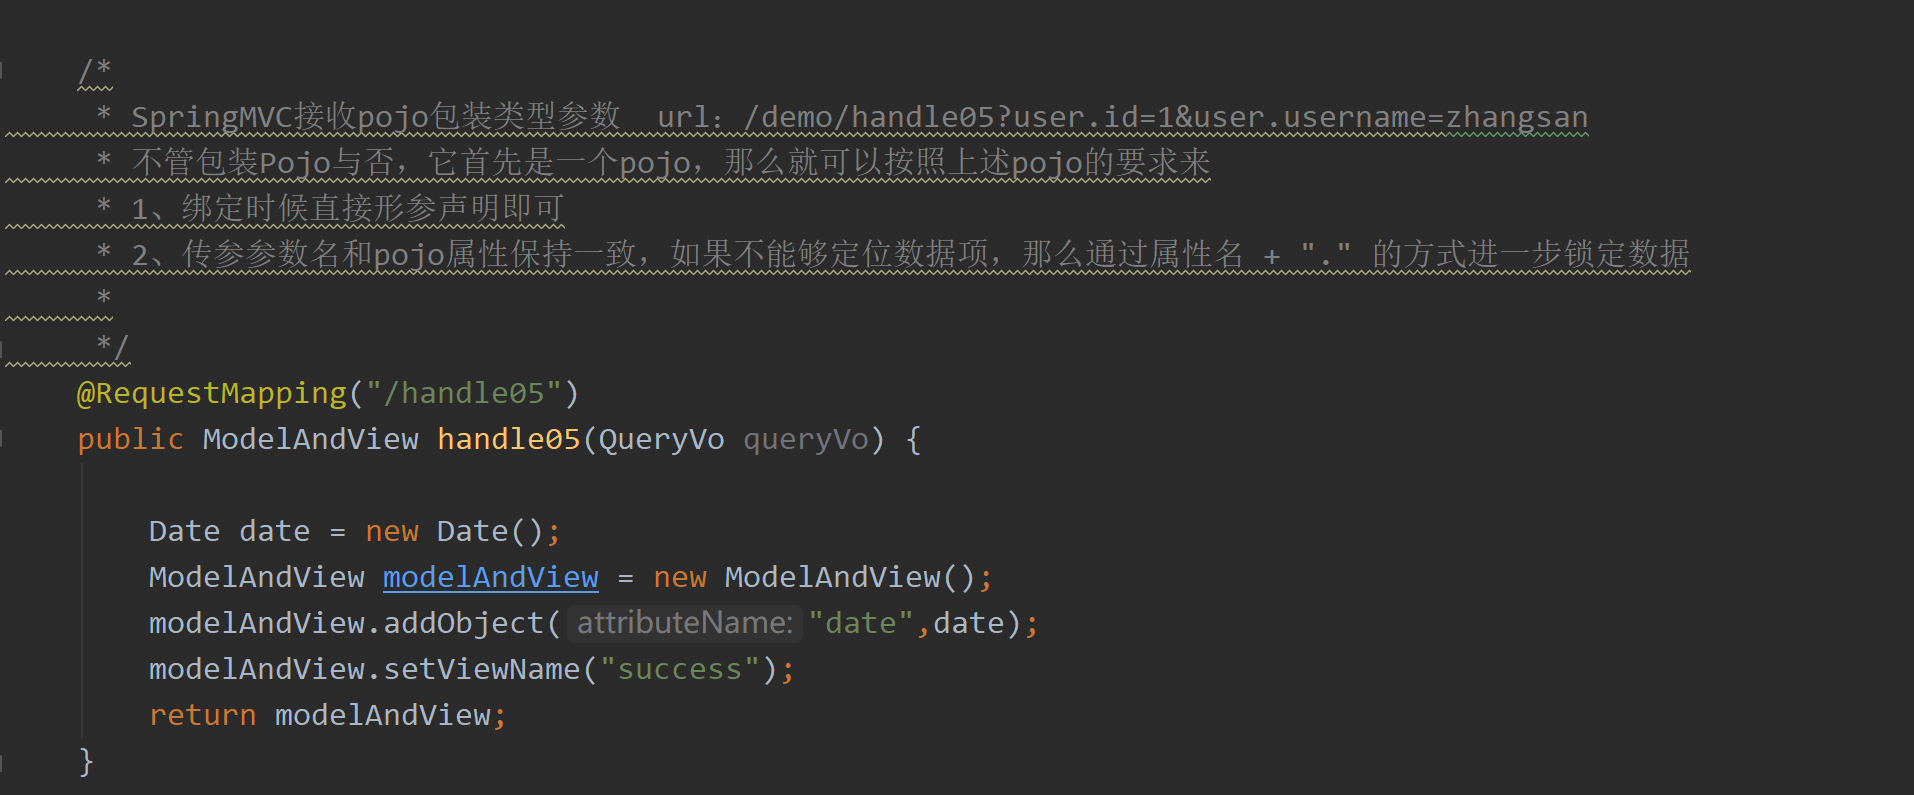 /*
* SpringMVC接收pojo包装类型参数  url：/demo/handle05?user.id=1&user.username=zhangsan
* 不管包装Pojo与否，它首先是一个pojo，那么就可以按照上述pojo的要求来
* 1、绑定时候直接形参声明即可
* 2、传参参数名和pojo属性保持一致，如果不能够定位数据项，那么通过属性名 + "." 的方式进一步锁定数据
*
*/
@RequestMapping("/handle05")
public ModelAndView handle05(QueryVo queryVo) {
Date date = new Date();
ModelAndView modelAndView = new ModelAndView();
modelAndView.addObject( attributeName: "date",date);
modelAndView.setViewName("success");
return modelAndView;
}